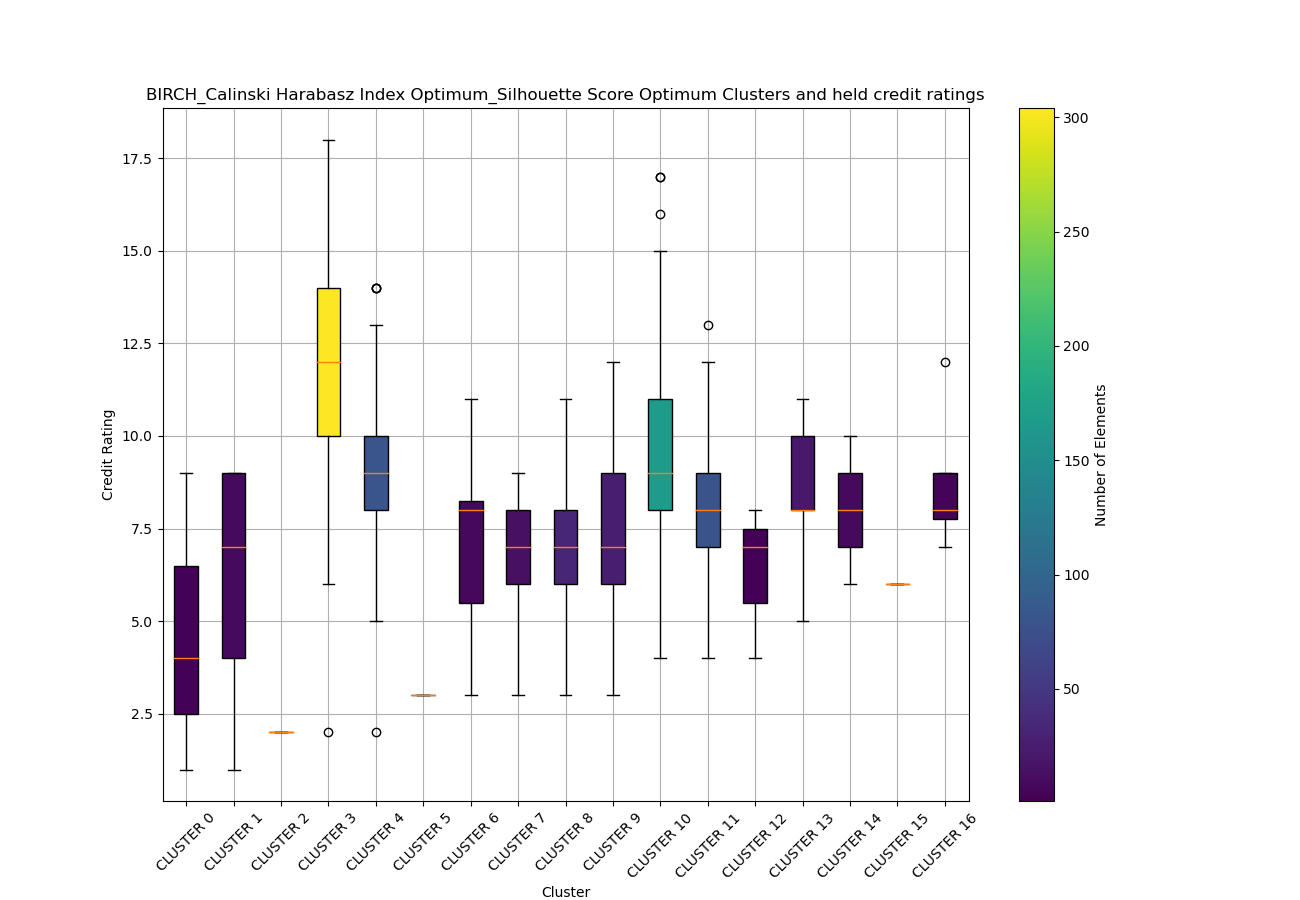 BIRCH_Calinski Harabasz Index Optimum_Silhouette Score Optimum Clusters and held credit ratings
Credit Rating
17.5
15.0
12.5
10.0
7.5
5.0
2.5
CLUSTER 0
CLUSTER 1
CLUSTER 2
CLUSTER 3
CLUSTER 4
CLUSTER 5
CLUSTER 6
CLUSTER 7
CLUSTER 8
CLUSTER 9
CLUSTER 10
CLUSTER 11
CLUSTER 12
CLUSTER 13
CLUSTER 14
CLUSTER 15
CLUSTER 16
Cluster
300
250
200
150
100
50
Number of Elements